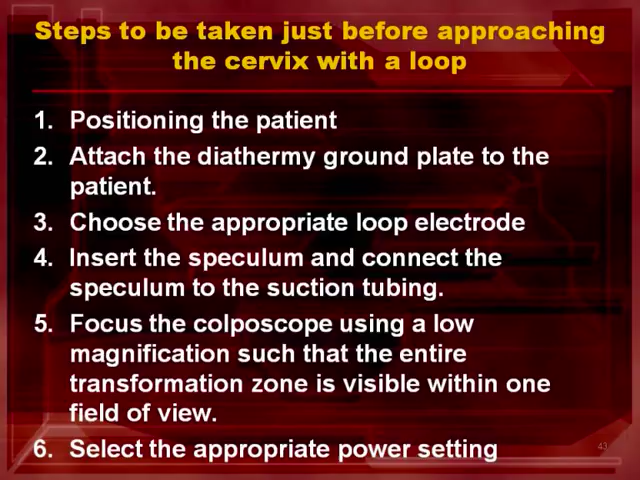 Steps to be taken just before approaching
the cervix with a loop
1. Positioning the patient
2. Attach the diathermy ground plate to the
patient.
3. Choose the appropriate loop electrode
4. Insert the speculum and connect the
speculum to the suction tubing.
5. Focus the colposcope using a low
magnification such that the entire
transformation zone is visible within one
field of view.
6. Select the appropriate power setting
43